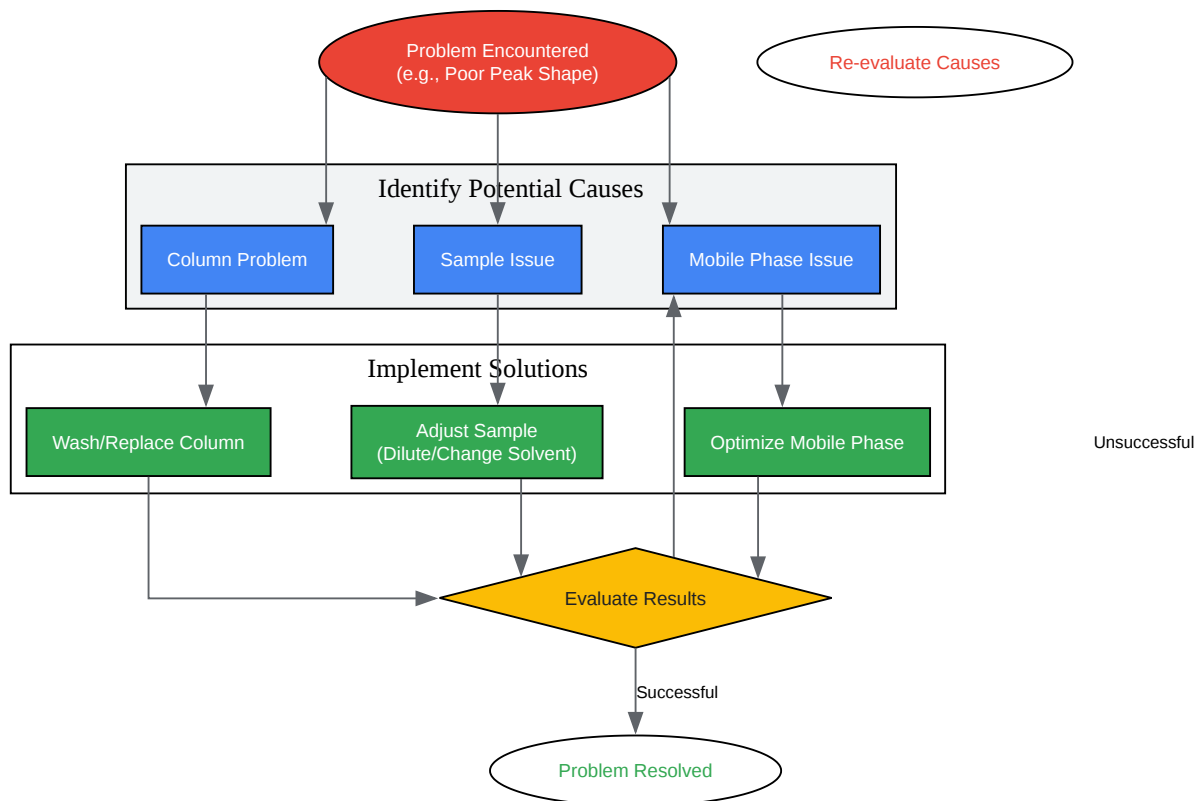 Problem Encountered
(e.g., Poor Peak Shape)
Re-evaluate Causes
Identify Potential Causes
Column Problem
Sample Issue
Mobile Phase Issue
Implement Solutions
Wash/Replace Column
Adjust Sample
(Dilute/Change Solvent)
Optimize Mobile Phase
Unsuccessful
Evaluate Results
Successful
Problem Resolved